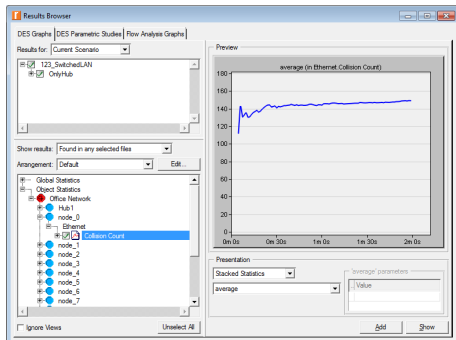 Results Browser
DES Graphs DES Parametric Studies Flow Analysis Graphs
Results for: Current Scenario
123_SwitchedLAN
OnlyHub
Show results: Found in any selected files
Arrangement: Default Edit...
Global Statistics
Object Statistics
Office Network
Hub1
node_0
Ethernet
Collision Count
node_1
node_2
node_3
node_4
node_5
node_6
node_7
Ignore Views Unselect All
Preview
average (in Ethernet.Collision Count)
180
160
140
120
100
80
60
40
20
0
0m 0s 0m 30s 1m 0s 1m 30s 2m 0s
Presentation
Stacked Statistics
average
'average' parameters
Value
Add Show